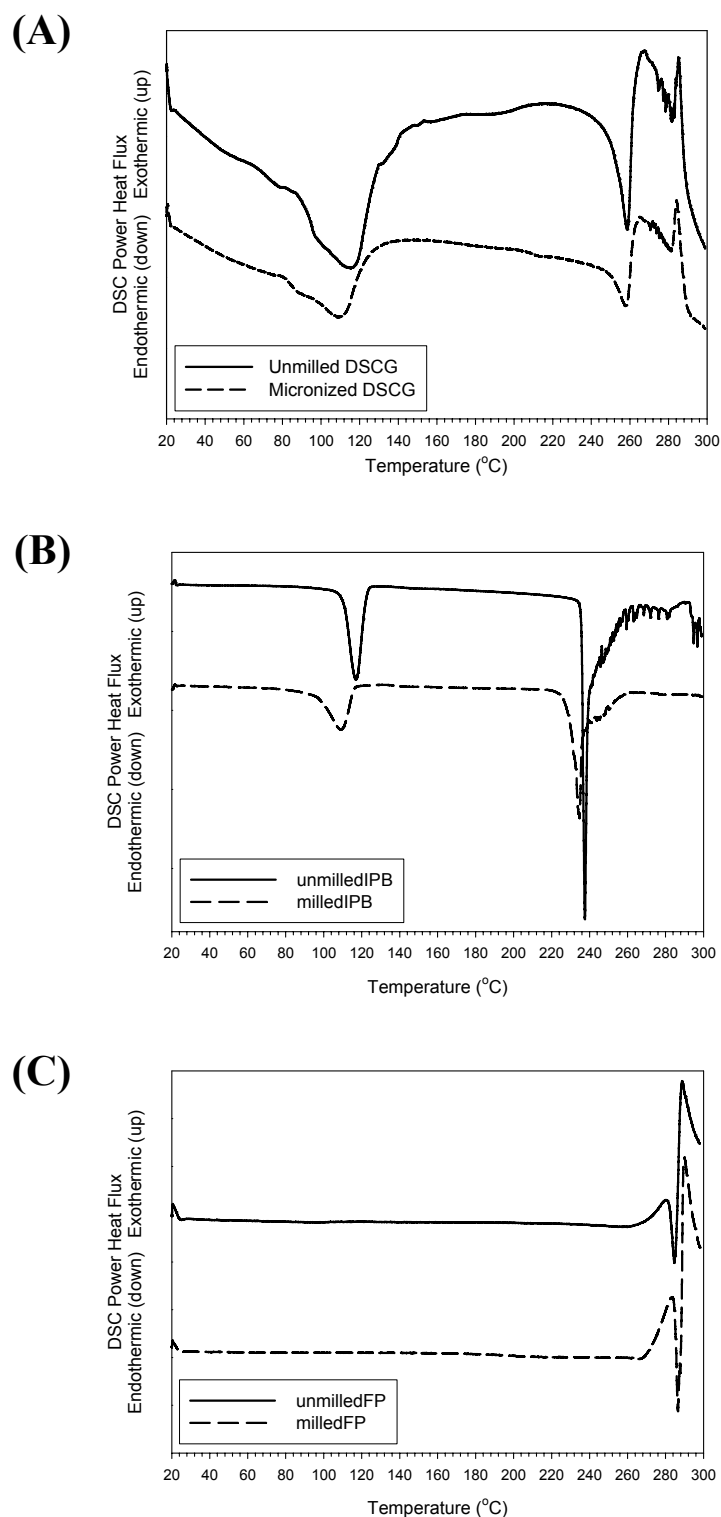 (A)
DSC Power Heat Flux
Endothermic (down) Exothermic (up)
Unmilled DSCG
Micronized DSCG
20 40 60 80 100 120 140 160 180 200 220 240 260 280 300
Temperature (°C)
(B)
DSC Power Heat Flux
Endothermic (down) Exothermic (up)
unmilledIPB
milledIPB
20 40 60 80 100 120 140 160 180 200 220 240 260 280 300
Temperature (°C)
(C)
DSC Power Heat Flux
Endothermic (down) Exothermic (up)
unmilledFP
milledFP
20 40 60 80 100 120 140 160 180 200 220 240 260 280 300
Temperature (°C)